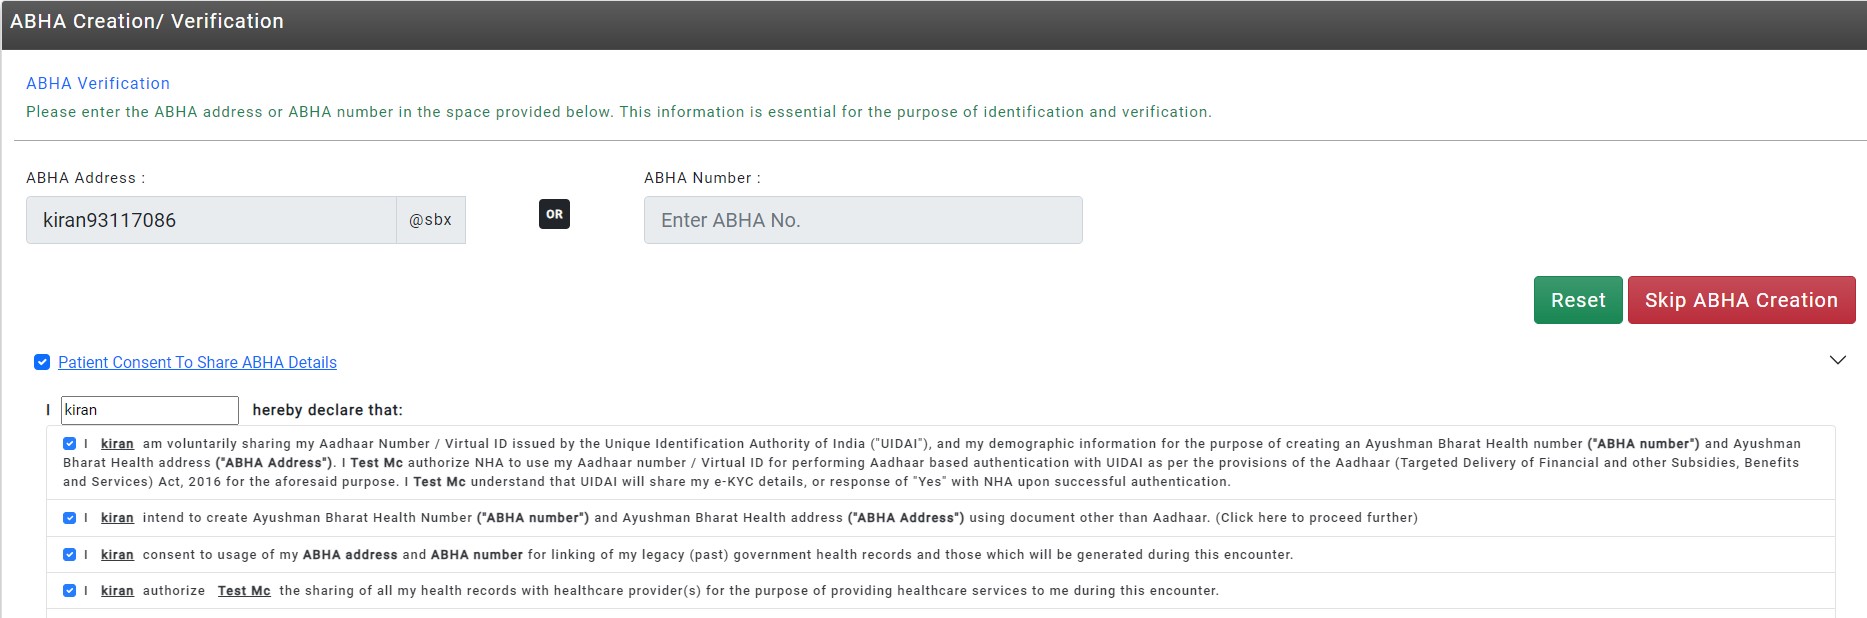 ABHA Creation/ Verification
ABHA Verification
Please enter the ABHA address or ABHA number in the space provided below. This information is essential for the purpose of identification and verification.
ABHA Address :
ABHA Number :
kiran93117086 @sbx
OR
Enter ABHA No.
Reset Skip ABHA Creation
Patient Consent To Share ABHA Details
I kiran hereby declare that:
I kiran am voluntarily sharing my Aadhaar Number / Virtual ID issued by the Unique Identification Authority of India ("UIDAI"), and my demographic information for the purpose of creating an Ayushman Bharat Health number ("ABHA number") and Ayushman
Bharat Health address ("ABHA Address"). I Test Mc authorize NHA to use my Aadhaar number / Virtual ID for performing Aadhaar based authentication with UIDAI as per the provisions of the Aadhaar (Targeted Delivery of Financial and other Subsidies, Benefits
and Services) Act, 2016 for the aforesaid purpose. I Test Mc understand that UIDAI will share my e-KYC details, or response of "Yes" with NHA upon successful authentication.
I kiran intend to create Ayushman Bharat Health Number ("ABHA number") and Ayushman Bharat Health address ("ABHA Address") using document other than Aadhaar. (Click here to proceed further)
I kiran consent to usage of my ABHA address and ABHA number for linking of my legacy (past) government health records and those which will be generated during this encounter.
I kiran authorize Test Mc the sharing of all my health records with healthcare provider(s) for the purpose of providing healthcare services to me during this encounter.